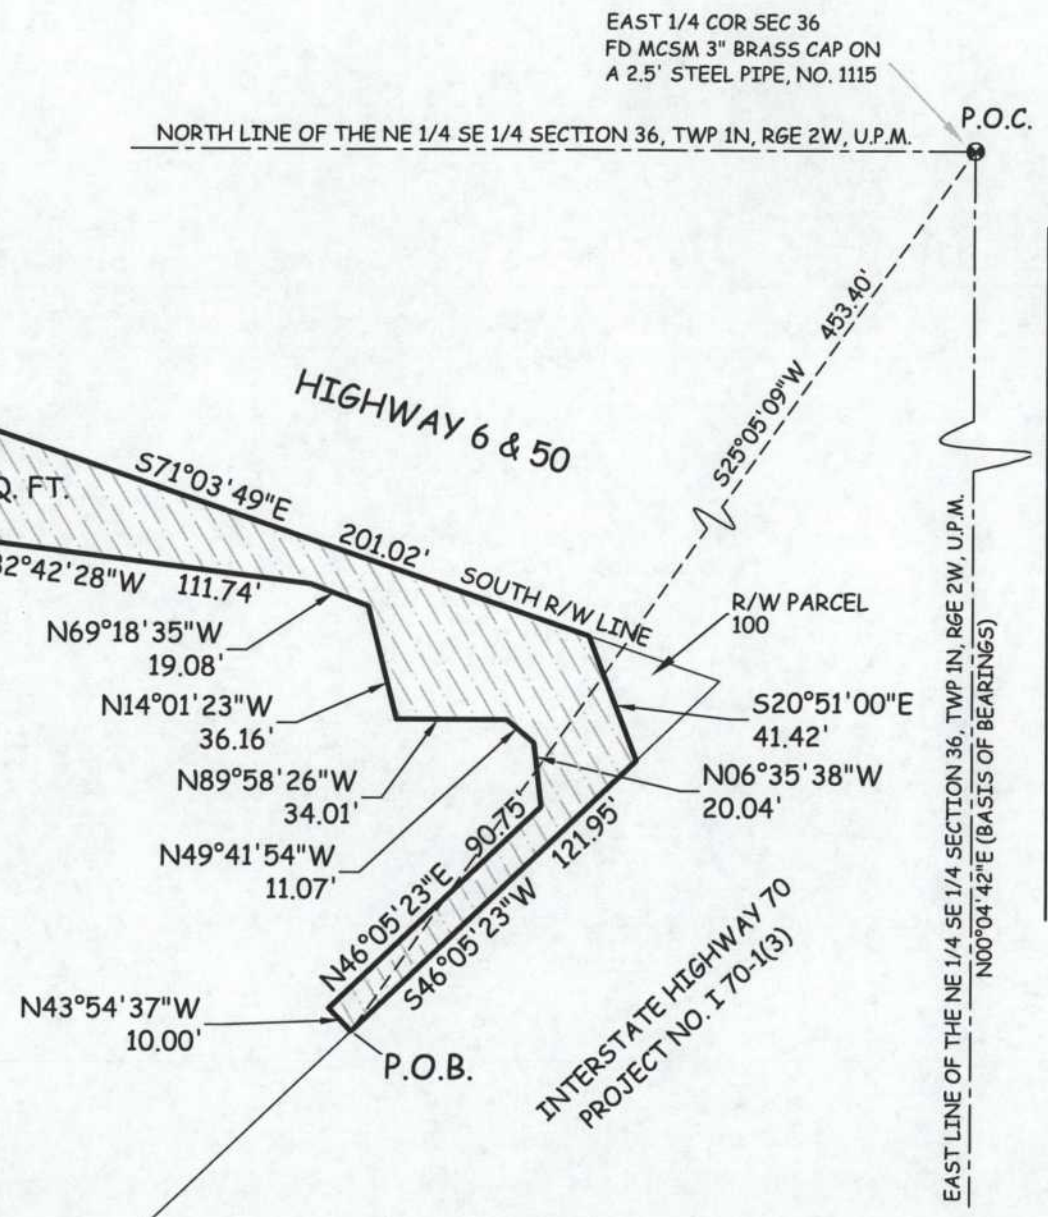 EAST 1/4 COR SEC 36
FD MCSM 3" BRASS CAP ON
A 2.5' STEEL PIPE, NO. 1115
P.O.C.
NORTH LINE OF THE NE 1/4 SE 1/4 SECTION 36, TWP 1N, RGE 2W, U.P.M.
S25°05'09"W 453.40'
HIGHWAY 6 & 50
Q. FT.
S71°03'49"E 201.02'
SOUTH R/W LINE
32°42'28"W 111.74'
R/W PARCEL
100
N69°18'35"W
19.08'
N14°01'23"W
36.16'
S20°51'00"E
41.42'
N89°58'26"W
34.01'
N06°35'38"W
20.04'
N49°41'54"W
11.07'
N46°05'23"E 90.75'
S46°05'23"W 121.95'
N43°54'37"W
10.00'
P.O.B.
INTERSTATE HIGHWAY 70
PROJECT NO. I 70-1(3)
EAST LINE OF THE NE 1/4 SE 1/4 SECTION 36, TWP 1N, RGE 2W, U.P.M.
N00°04'42"E (BASIS OF BEARINGS)